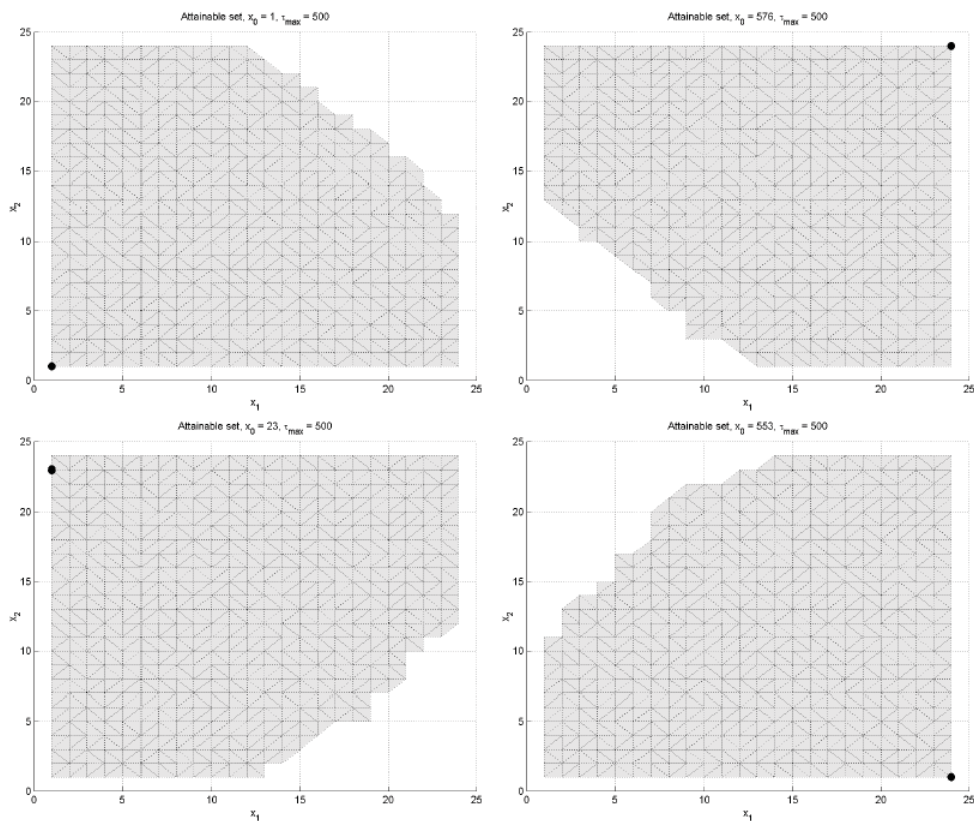 Attainable set, x₀ = 1, τₘₐₓ = 500
25
20
15
10
5
0
x₂
0 5 10 15 20 25
x₁
Attainable set, x₀ = 576, τₘₐₓ = 500
25
20
15
10
5
0
x₂
0 5 10 15 20 25
x₁
Attainable set, x₀ = 23, τₘₐₓ = 500
25
20
15
10
5
0
x₂
0 5 10 15 20 25
x₁
Attainable set, x₀ = 553, τₘₐₓ = 500
25
20
15
10
5
0
x₂
0 5 10 15 20 25
x₁